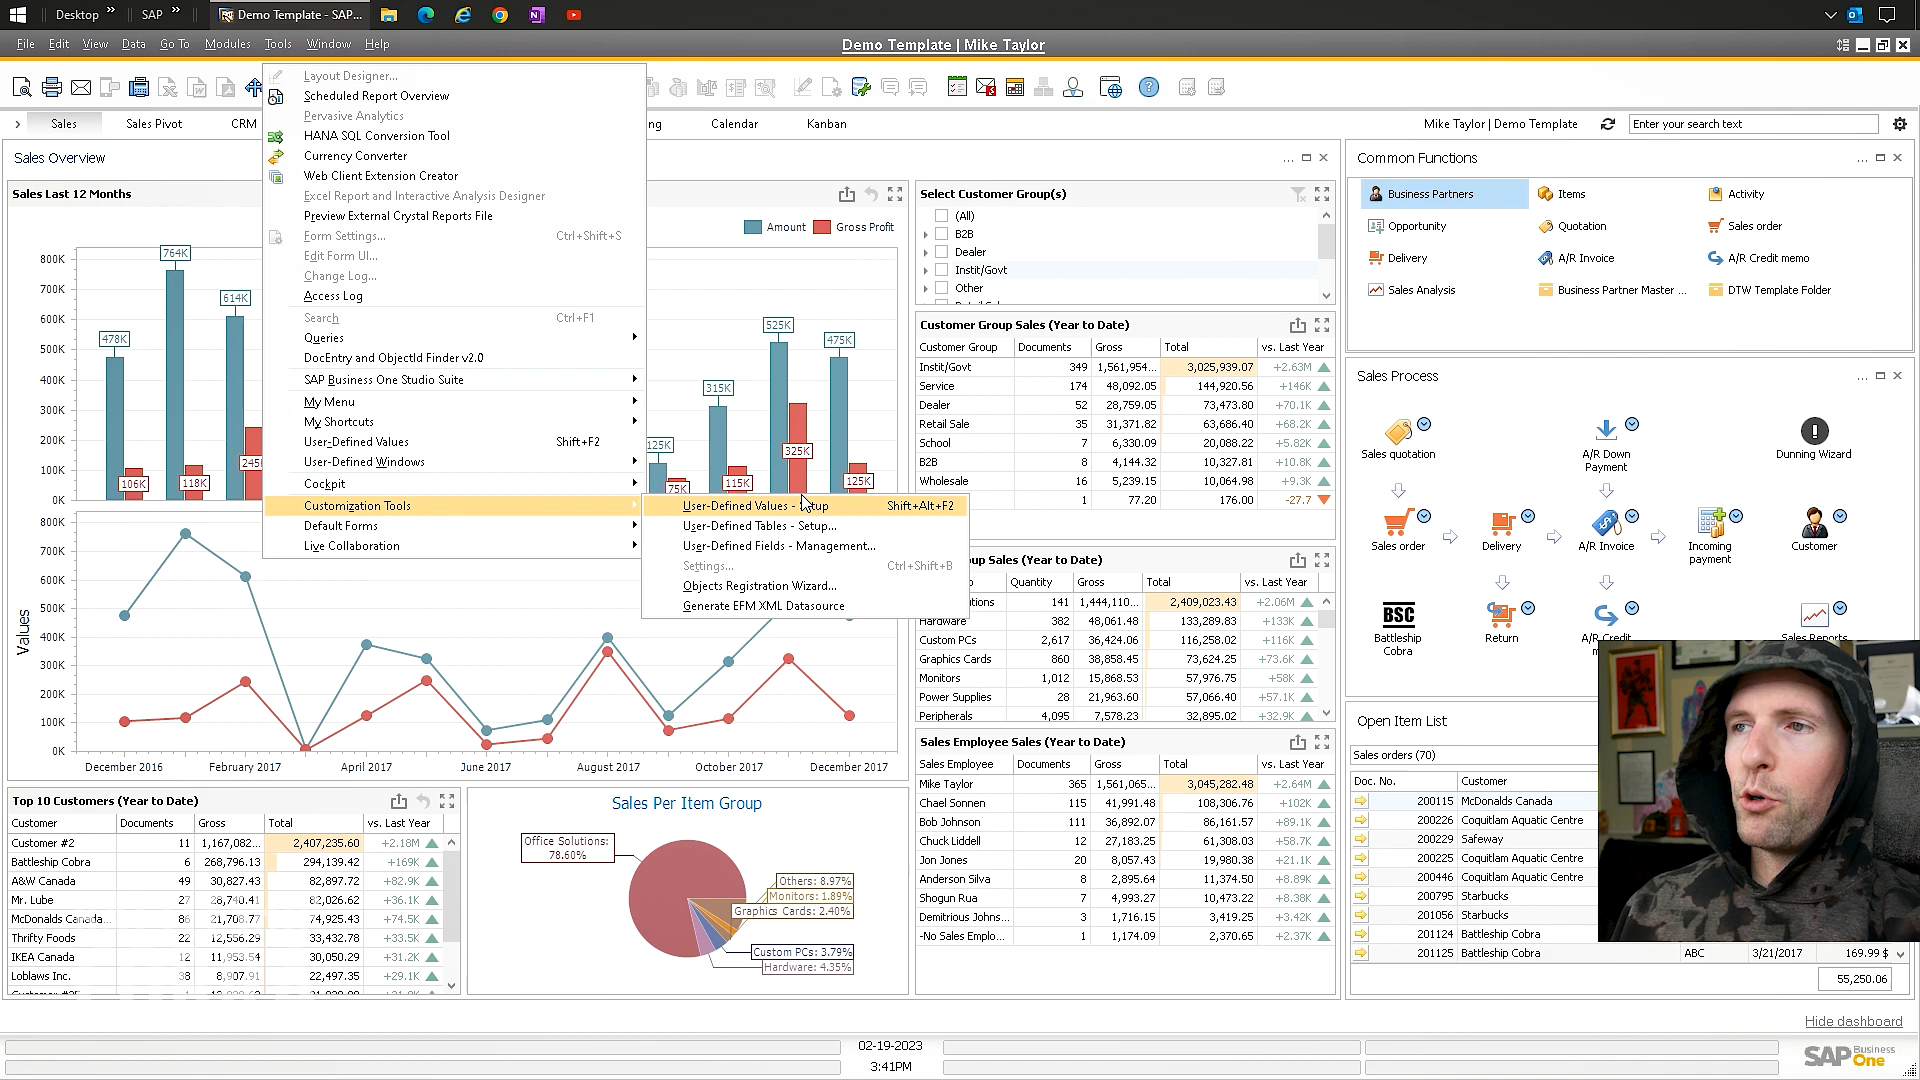 Desktop
SAP
Demo Template - SAP...
File Edit View Data Go To Modules Tools Window Help
Demo Template | Mike Taylor
Sales
Sales Pivot
CRM
ng
Calendar
Kanban
Mike Taylor | Demo Template
Enter your search text
Layout Designer...
Scheduled Report Overview
Pervasive Analytics
HANA SQL Conversion Tool
Currency Converter
Web Client Extension Creator
Excel Report and Interactive Analysis Designer
Preview External Crystal Reports File
Form Settings... Ctrl+Shift+S
Edit Form UI...
Change Log...
Access Log
Search Ctrl+F1
Queries
DocEntry and ObjectId Finder v2.0
SAP Business One Studio Suite
My Menu
My Shortcuts
User-Defined Values Shift+F2
User-Defined Windows
Cockpit
Customization Tools
Default Forms
Live Collaboration
User-Defined Values - Setup Shift+Alt+F2
User-Defined Tables - Setup...
User-Defined Fields - Management...
Settings... Ctrl+Shift+B
Objects Registration Wizard...
Generate EFM XML Datasource
Sales Overview
Sales Last 12 Months
Amount Gross Profit
800K
700K
600K
500K
400K
300K
200K
100K
0K
478K
764K
614K
106K
118K
245K
125K
75K
315K
115K
525K
325K
475K
125K
Values
800K
700K
600K
500K
400K
300K
200K
100K
0K
December 2016 February 2017 April 2017 June 2017 August 2017 October 2017 December 2017
Top 10 Customers (Year to Date)
Customer Documents Gross Total vs. Last Year
Customer #2 11 1,167,082... 2,407,235.60 +2.18M
Battleship Cobra 6 268,796.13 294,139.42 +169K
A&W Canada 49 30,827.43 82,897.72 +82.9K
Mr. Lube 27 28,740.41 82,026.62 +36.1K
McDonalds Canada... 86 21,708.77 74,925.43 +74.5K
Thrifty Foods 22 12,556.29 33,432.78 +33.5K
IKEA Canada 12 11,953.54 30,050.29 +31.2K
Loblaws Inc. 38 8,907.91 22,497.35 +29.1K
Sales Per Item Group
Office Solutions:
78.60%
Others: 8.97%
Monitors: 1.89%
Graphics Cards: 2.40%
Custom PCs: 3.79%
Hardware: 4.35%
Select Customer Group(s)
(All)
B2B
Dealer
Instit/Govt
Other
Customer Group Sales (Year to Date)
Customer Group Documents Gross Total vs. Last Year
Instit/Govt 349 1,561,954... 3,025,939.07 +2.63M
Service 174 48,092.05 144,920.56 +146K
Dealer 52 28,759.05 73,473.80 +70.1K
Retail Sale 35 31,371.82 63,686.40 +68.2K
School 7 6,330.09 20,088.22 +5.82K
B2B 8 4,144.32 10,327.81 +10.8K
Wholesale 16 5,239.15 10,064.98 +9.3K
1 77.20 176.00 -27.7
oup Sales (Year to Date)
p Quantity Gross Total vs. Last Year
tions 141 1,444,110... 2,409,023.43 +2.06M
Hardware 382 48,061.48 133,289.83 +133K
Custom PCs 2,617 36,424.06 116,258.02 +116K
Graphics Cards 860 38,858.45 73,624.25 +73.6K
Monitors 1,012 15,868.53 57,976.75 +58K
Power Supplies 28 21,963.60 57,066.40 +57.1K
Peripherals 4,095 7,578.23 32,895.02 +32.9K
Sales Employee Sales (Year to Date)
Sales Employee Documents Gross Total vs. Last Year
Mike Taylor 365 1,561,065... 3,045,282.48 +2.64M
Chael Sonnen 115 41,991.48 108,306.76 +102K
Bob Johnson 111 36,892.07 86,161.57 +89.1K
Chuck Liddell 12 27,183.25 61,308.03 +58.7K
Jon Jones 20 8,057.43 19,980.38 +21.1K
Anderson Silva 8 2,895.64 11,374.50 +8.89K
Shogun Rua 7 4,993.27 10,473.22 +8.38K
Demitrious Johns... 3 1,716.15 3,419.25 +3.42K
-No Sales Emplo... 1 1,174.09 2,370.65 +2.37K
Common Functions
Business Partners Items Activity
Opportunity Quotation Sales order
Delivery A/R Invoice A/R Credit memo
Sales Analysis Business Partner Master ... DTW Template Folder
Sales Process
Sales quotation
A/R Down
Payment
Dunning Wizard
Sales order
Delivery
A/R Invoice
Incoming
payment
Customer
BSC
Battleship
Cobra
Return
A/R Credit
Sales Reports
Open Item List
Sales orders (70)
Doc. No. Customer
200115 McDonalds Canada
200226 Coquitlam Aquatic Centre
200229 Safeway
200225 Coquitlam Aquatic Centre
200446 Coquitlam Aquatic Centre
200795 Starbucks
201056 Starbucks
201124 Battleship Cobra
201125 Battleship Cobra ABC 3/21/2017 169.99 $
55,250.06
Hide dashboard
02-19-2023
3:41PM
SAP Business One